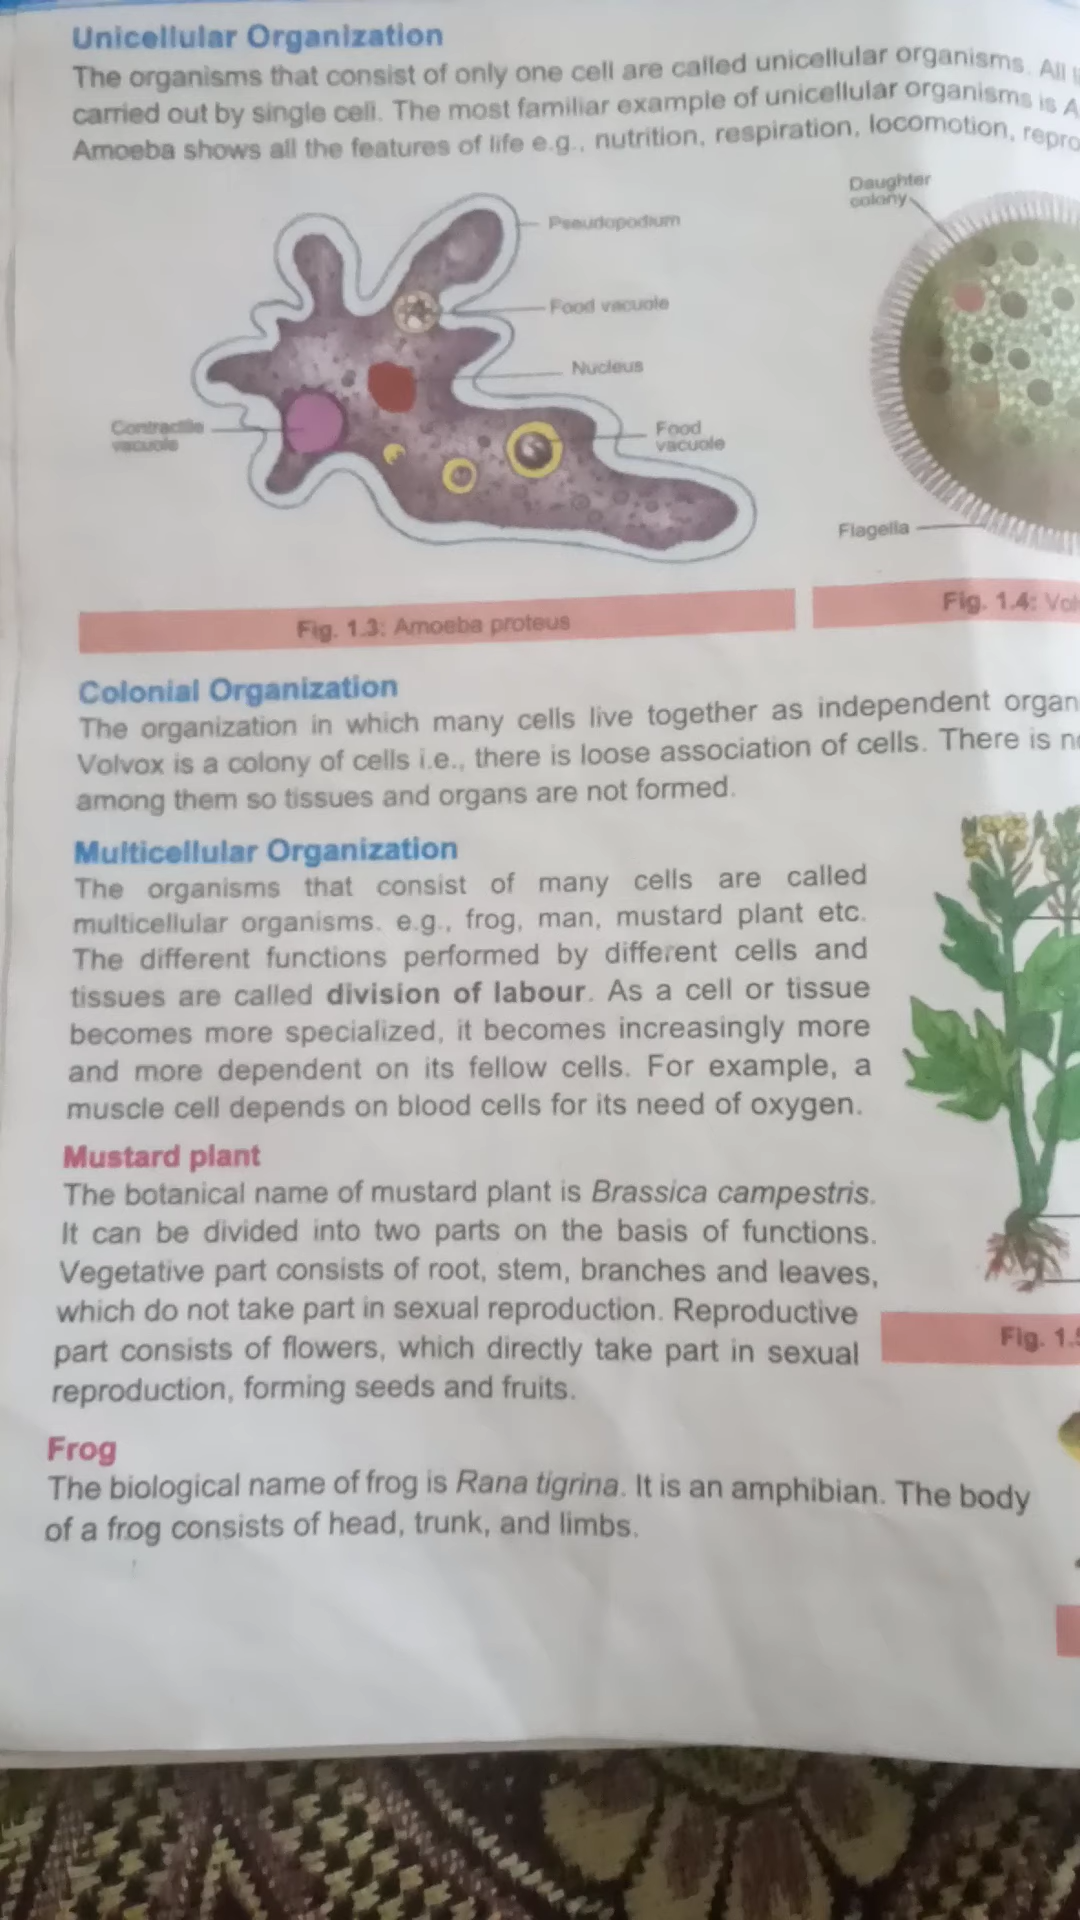 Unicellular Organization
The organisms that consist of only one cell are called unicellular organisms. All
carried out by single cell. The most familiar example of unicellular organisms is A
Amoeba shows all the features of life e.g., nutrition, respiration, locomotion, repro
Pseudopodium
Food vacuole
Nucleus
Food
vacuole
Contractile
vacuole
Daughter
colony
Flagella
Fig. 1.3: Amoeba proteus
Fig. 1.4: Vol
Colonial Organization
The organization in which many cells live together as independent organ
Volvox is a colony of cells i.e., there is loose association of cells. There is n
among them so tissues and organs are not formed.
Multicellular Organization
The organisms that consist of many cells are called
multicellular organisms. e.g., frog, man, mustard plant etc.
The different functions performed by different cells and
tissues are called division of labour. As a cell or tissue
becomes more specialized, it becomes increasingly more
and more dependent on its fellow cells. For example, a
muscle cell depends on blood cells for its need of oxygen.
Mustard plant
The botanical name of mustard plant is Brassica campestris.
It can be divided into two parts on the basis of functions.
Vegetative part consists of root, stem, branches and leaves,
which do not take part in sexual reproduction. Reproductive
part consists of flowers, which directly take part in sexual
reproduction, forming seeds and fruits.
Fig. 1.5
Frog
The biological name of frog is Rana tigrina. It is an amphibian. The body
of a frog consists of head, trunk, and limbs.